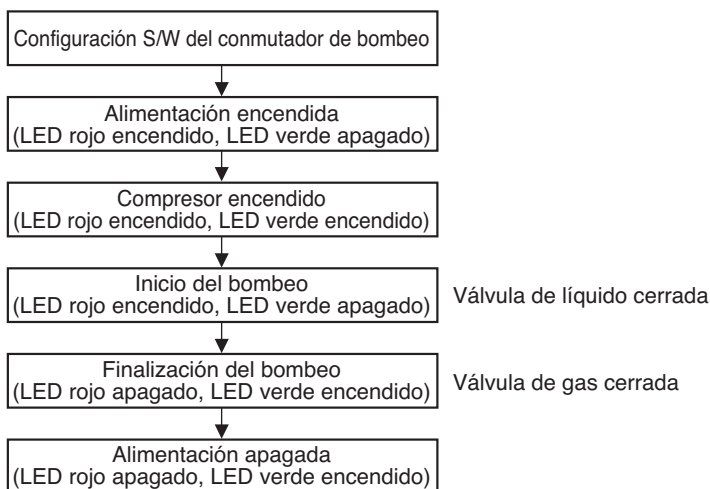 Configuración S/W del conmutador de bombeo
Alimentación encendida
(LED rojo encendido, LED verde apagado)
Compresor encendido
(LED rojo encendido, LED verde encendido)
Inicio del bombeo
(LED rojo encendido, LED verde apagado)
Válvula de líquido cerrada
Finalización del bombeo
(LED rojo apagado, LED verde encendido)
Válvula de gas cerrada
Alimentación apagada
(LED rojo apagado, LED verde encendido)